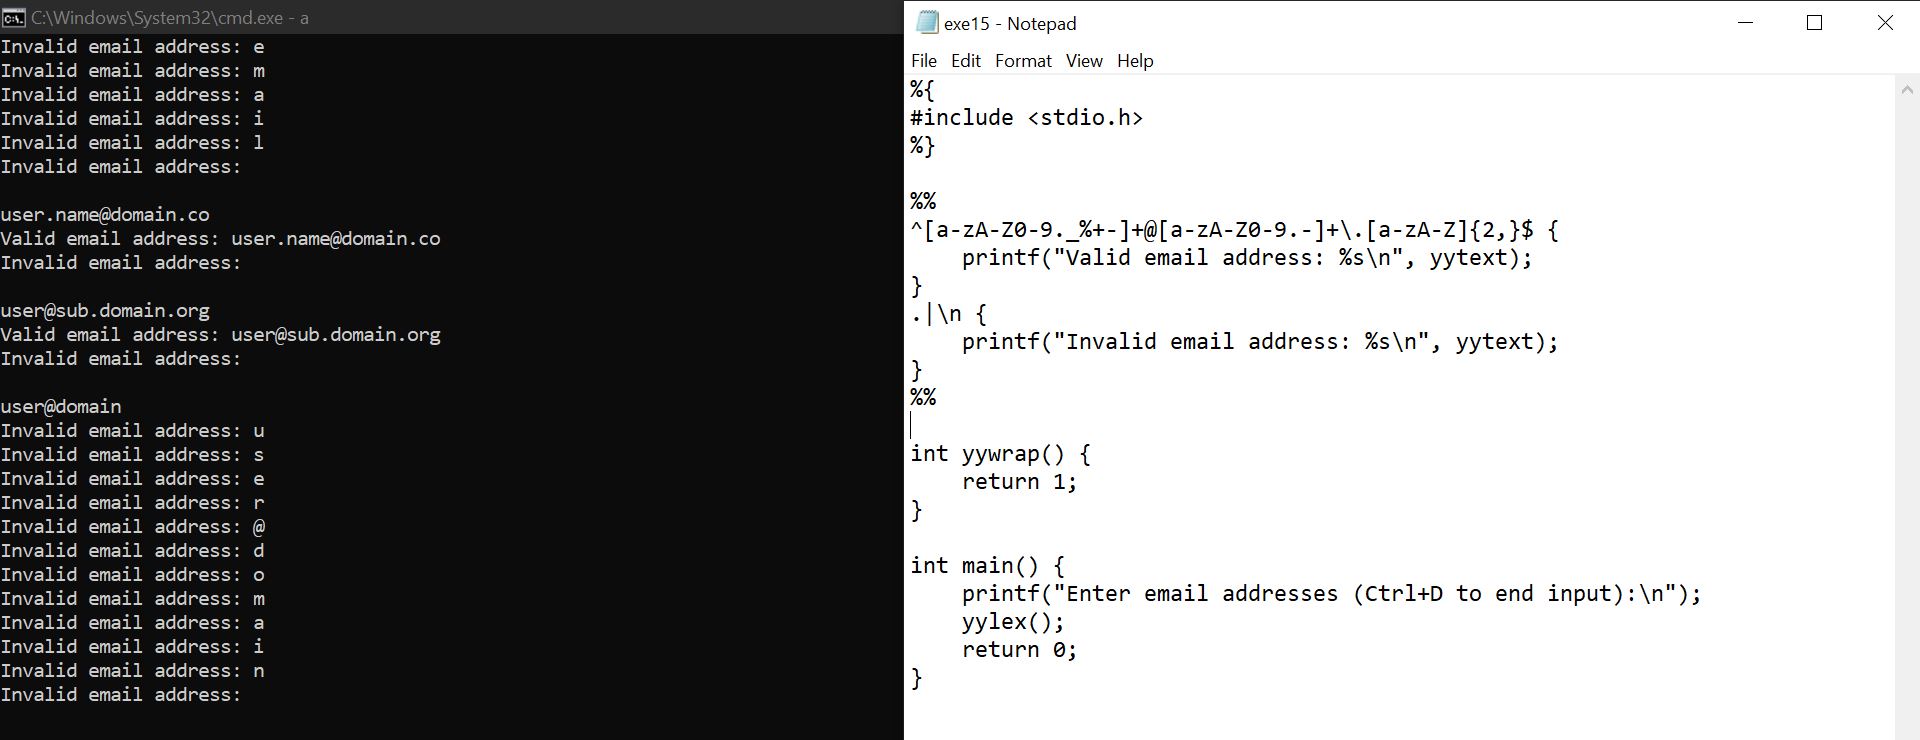 C:\Windows\System32\cmd.exe - a
Invalid email address: e
Invalid email address: m
Invalid email address: a
Invalid email address: i
Invalid email address: l
Invalid email address:
user.name@domain.co
Valid email address: user.name@domain.co
Invalid email address:
user@sub.domain.org
Valid email address: user@sub.domain.org
Invalid email address:
user@domain
Invalid email address: u
Invalid email address: s
Invalid email address: e
Invalid email address: r
Invalid email address: @
Invalid email address: d
Invalid email address: o
Invalid email address: m
Invalid email address: a
Invalid email address: i
Invalid email address: n
Invalid email address:
exe15 - Notepad
File Edit Format View Help
%{
#include <stdio.h>
%}
%%
^[a-zA-Z0-9._%+-]+@[a-zA-Z0-9.-]+\.[a-zA-Z]{2,}$ {
    printf("Valid email address: %s\n", yytext);
}
.|\n {
    printf("Invalid email address: %s\n", yytext);
}
%%
int yywrap() {
    return 1;
}
int main() {
    printf("Enter email addresses (Ctrl+D to end input):\n");
    yylex();
    return 0;
}